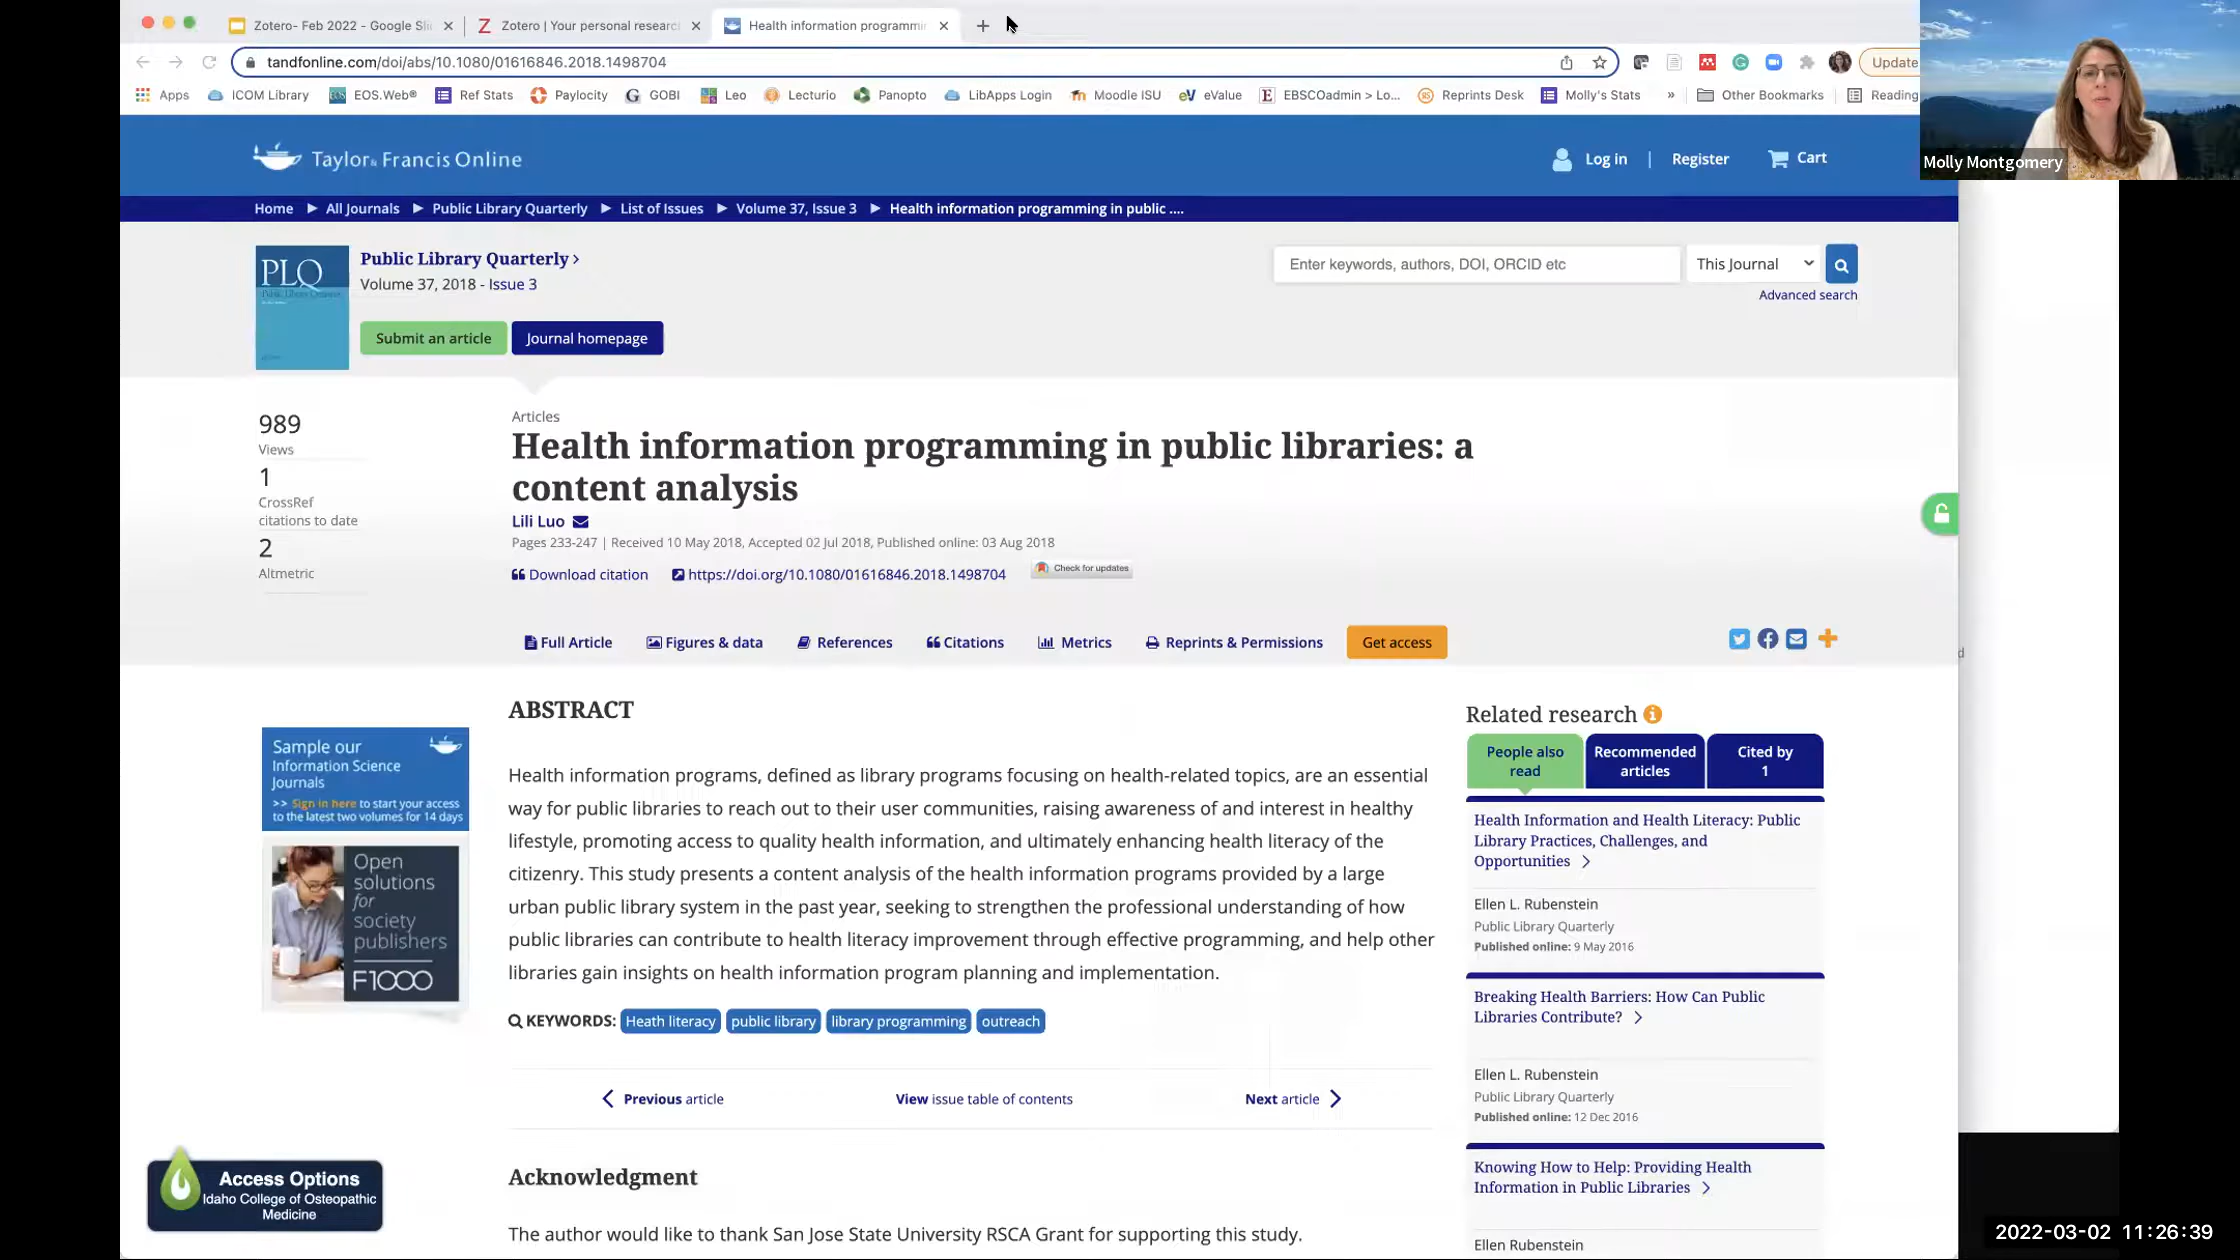 Zotero- Feb 2022 - Google Sli
Zotero | Your personal researc
Health information programmi
tandfonline.com/doi/abs/10.1080/01616846.2018.1498704
Update
Apps
ICOM Library
EOS.Web®
Ref Stats
Paylocity
GOBI
Leo
Lecturio
Panopto
LibApps Login
Moodle ISU
eValue
EBSCOadmin > Lo...
Reprints Desk
Molly's Stats
»
Other Bookmarks
Reading
Molly Montgomery
Taylor & Francis Online
Log in | Register
Cart
Home ▶ All Journals ▶ Public Library Quarterly ▶ List of Issues ▶ Volume 37, Issue 3 ▶ Health information programming in public ....
PLQ
Public Library Quarterly >
Volume 37, 2018 - Issue 3
Submit an article
Journal homepage
Enter keywords, authors, DOI, ORCID etc
This Journal
Advanced search
989
Views
1
CrossRef
citations to date
2
Altmetric
Articles
Health information programming in public libraries: a
content analysis
Lili Luo
Pages 233-247 | Received 10 May 2018, Accepted 02 Jul 2018, Published online: 03 Aug 2018
Download citation
https://doi.org/10.1080/01616846.2018.1498704
Check for updates
Full Article
Figures & data
References
Citations
Metrics
Reprints & Permissions
Get access
Sample our
Information Science
Journals
>> Sign in here to start your access
to the latest two volumes for 14 days
Open
solutions
for
society
publishers
F1000
ABSTRACT
Health information programs, defined as library programs focusing on health-related topics, are an essential
way for public libraries to reach out to their user communities, raising awareness of and interest in healthy
lifestyle, promoting access to quality health information, and ultimately enhancing health literacy of the
citizenry. This study presents a content analysis of the health information programs provided by a large
urban public library system in the past year, seeking to strengthen the professional understanding of how
public libraries can contribute to health literacy improvement through effective programming, and help other
libraries gain insights on health information program planning and implementation.
KEYWORDS: Heath literacy public library library programming outreach
Previous article
View issue table of contents
Next article
Acknowledgment
The author would like to thank San Jose State University RSCA Grant for supporting this study.
Related research
People also
read
Recommended
articles
Cited by
1
Health Information and Health Literacy: Public
Library Practices, Challenges, and
Opportunities >
Ellen L. Rubenstein
Public Library Quarterly
Published online: 9 May 2016
Breaking Health Barriers: How Can Public
Libraries Contribute? >
Ellen L. Rubenstein
Public Library Quarterly
Published online: 12 Dec 2016
Knowing How to Help: Providing Health
Information in Public Libraries >
Ellen Rubenstein
Access Options
Idaho College of Osteopathic
Medicine
2022-03-02 11:26:39